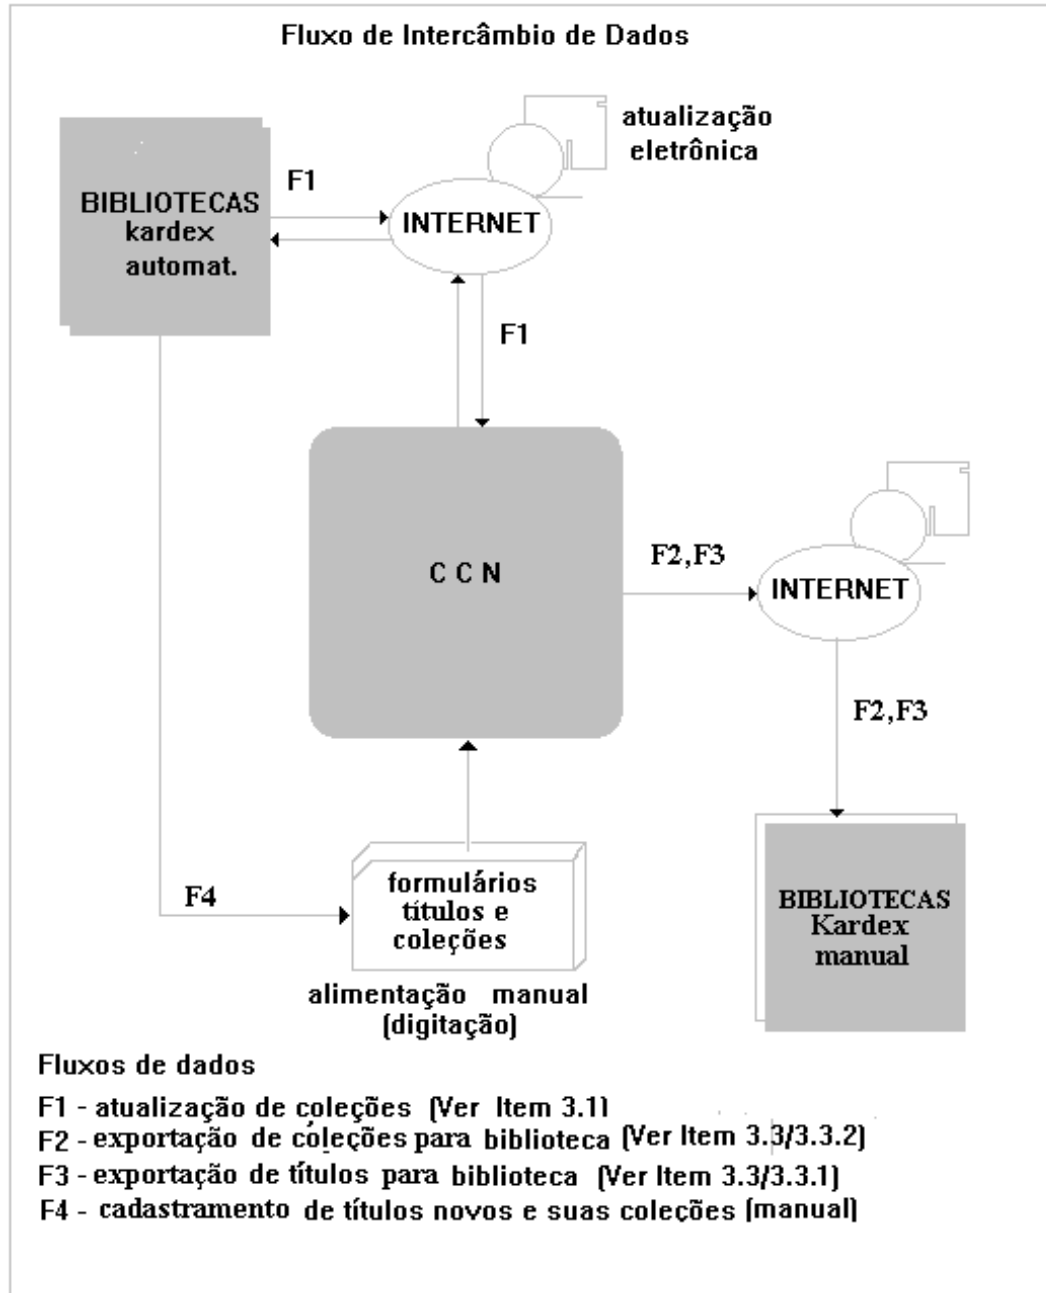 Fluxo de Intercâmbio de Dados
atualização
eletrônica
F1
BIBLIOTECAS
kardex
automat.
INTERNET
F1
C C N
F2,F3
INTERNET
F2,F3
F4
formulários
títulos e
coleções
BIBLIOTECAS
Kardex
manual
alimentação manual
(digitação)
Fluxos de dados
F1 - atualização de coleções (Ver Item 3.1)
F2 - exportação de coleções para biblioteca (Ver Item 3.3/3.3.2)
F3 - exportação de títulos para biblioteca (Ver Item 3.3/3.3.1)
F4 - cadastramento de títulos novos e suas coleções (manual)